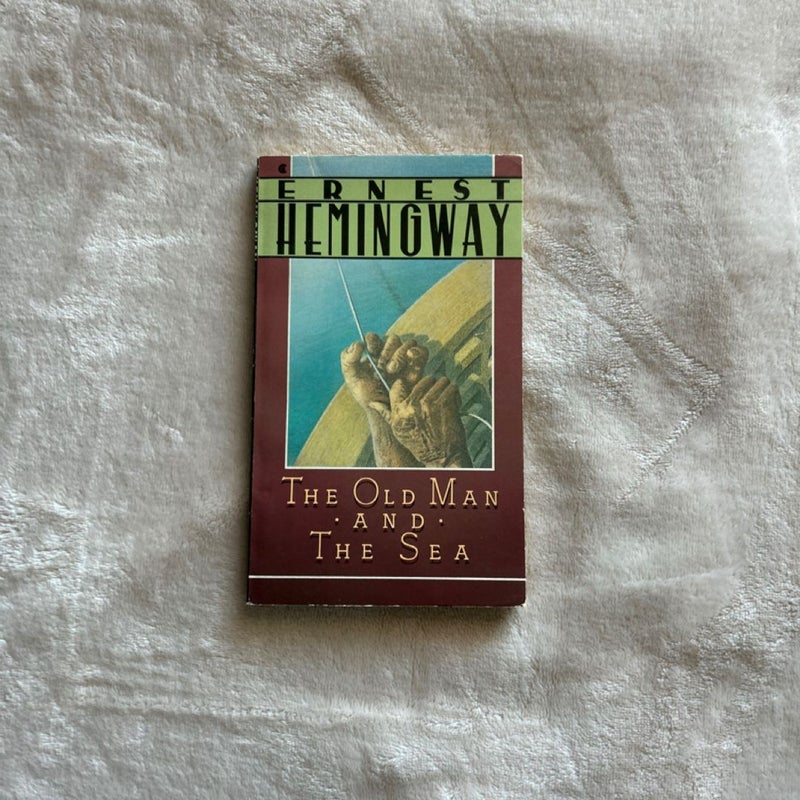 ERNEST
HEMINGWAY
THE OLD MAN
· AND ·
THE SEA